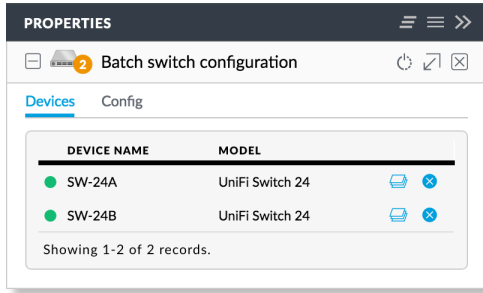 PROPERTIES
2 Batch switch configuration
Devices Config
DEVICE NAME MODEL
SW-24A UniFi Switch 24
SW-24B UniFi Switch 24
Showing 1-2 of 2 records.